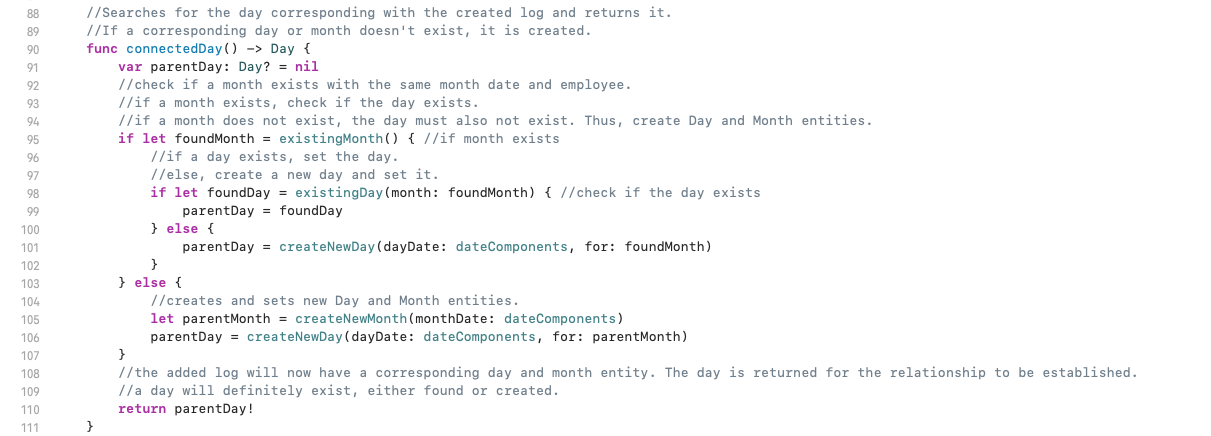 88 //Searches for the day corresponding with the created log and returns it.
89 //If a corresponding day or month doesn't exist, it is created.
90 func connectedDay() -> Day {
91 var parentDay: Day? = nil
92 //check if a month exists with the same month date and employee.
93 //if a month exists, check if the day exists.
94 //if a month does not exist, the day must also not exist. Thus, create Day and Month entities.
95 if let foundMonth = existingMonth() { //if month exists
96 //if a day exists, set the day.
97 //else, create a new day and set it.
98 if let foundDay = existingDay(month: foundMonth) { //check if the day exists
99 parentDay = foundDay
100 } else {
101 parentDay = createNewDay(dayDate: dateComponents, for: foundMonth)
102 }
103 } else {
104 //creates and sets new Day and Month entities.
105 let parentMonth = createNewMonth(monthDate: dateComponents)
106 parentDay = createNewDay(dayDate: dateComponents, for: parentMonth)
107 }
108 //the added log will now have a corresponding day and month entity. The day is returned for the relationship to be established.
109 //a day will definitely exist, either found or created.
110 return parentDay!
111 }